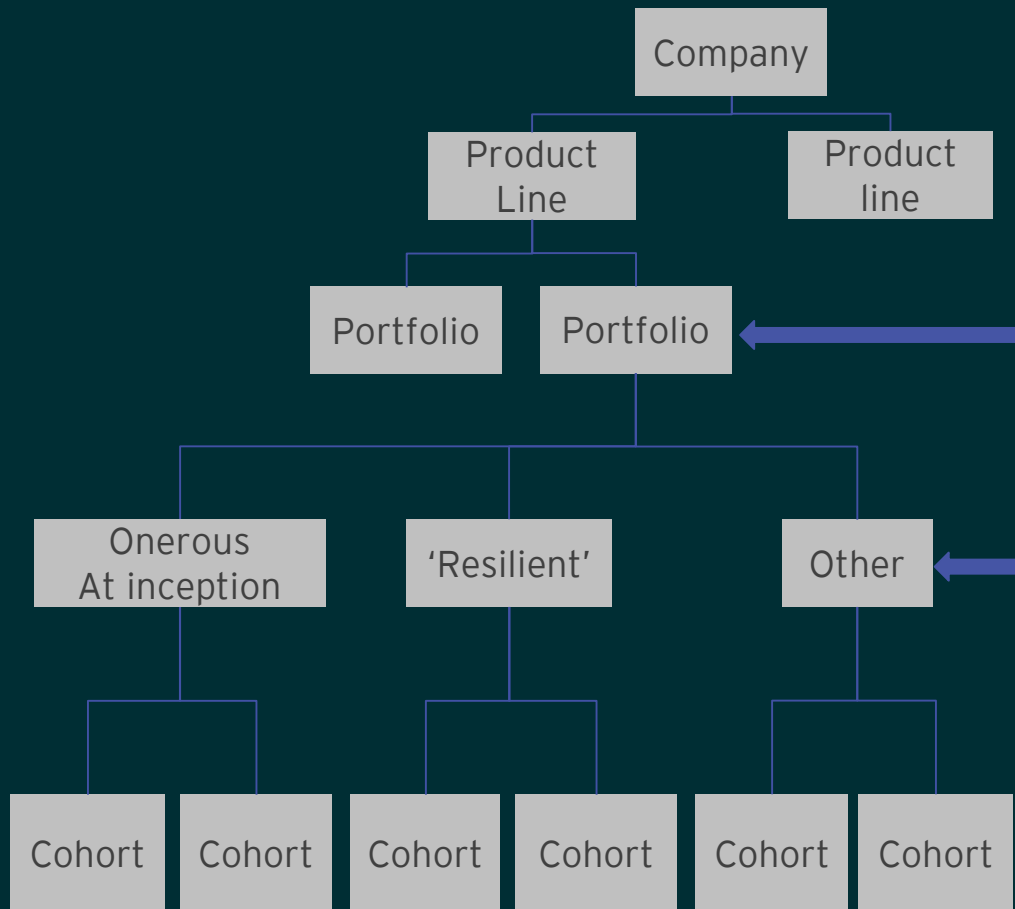 Company
Product
Line
Product
line
Portfolio
Portfolio
Onerous
At inception
‘Resilient’
Other
Cohort
Cohort
Cohort
Cohort
Cohort
Cohort